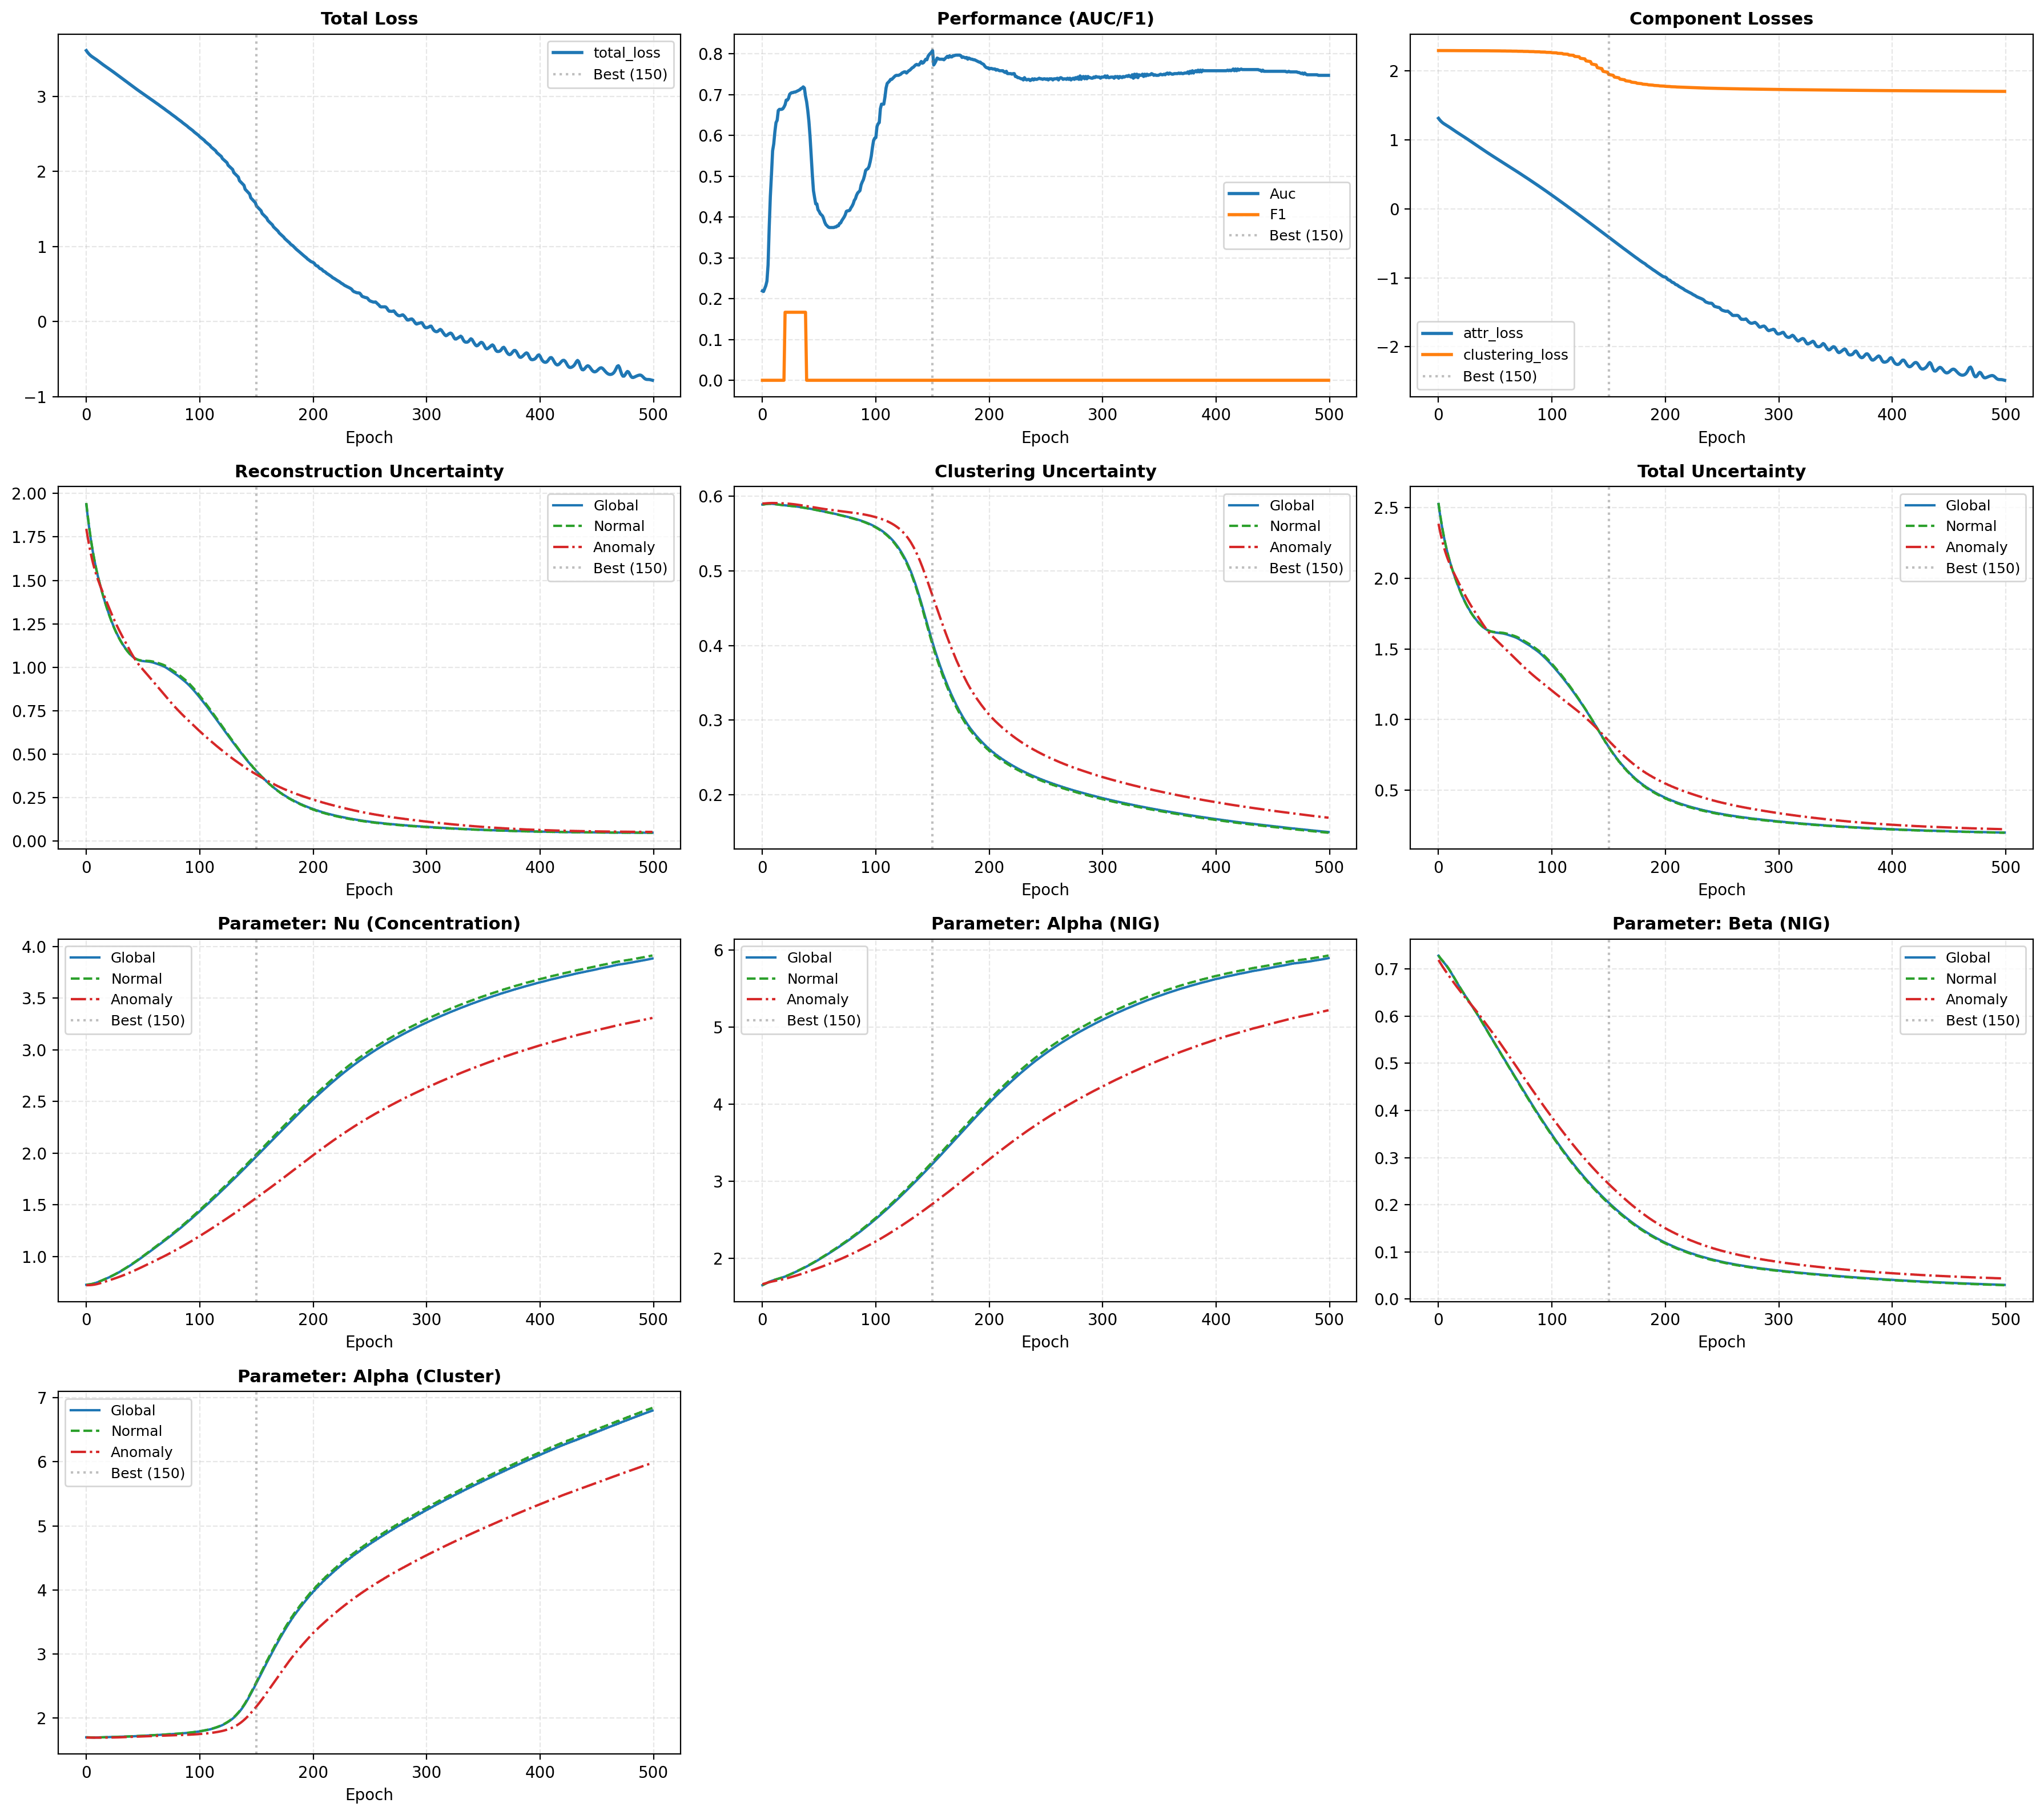 Total Loss
total_loss
Best (150)
3
2
1
0
−1
0 100 200 300 400 500
Epoch
Performance (AUC/F1)
0.8
0.7
0.6
0.5
0.4
0.3
0.2
0.1
0.0
Auc
F1
Best (150)
0 100 200 300 400 500
Epoch
Component Losses
2
1
0
−1
−2
attr_loss
clustering_loss
Best (150)
0 100 200 300 400 500
Epoch
Reconstruction Uncertainty
2.00
1.75
1.50
1.25
1.00
0.75
0.50
0.25
0.00
Global
Normal
Anomaly
Best (150)
0 100 200 300 400 500
Epoch
Clustering Uncertainty
0.6
0.5
0.4
0.3
0.2
Global
Normal
Anomaly
Best (150)
0 100 200 300 400 500
Epoch
Total Uncertainty
2.5
2.0
1.5
1.0
0.5
Global
Normal
Anomaly
Best (150)
0 100 200 300 400 500
Epoch
Parameter: Nu (Concentration)
4.0
3.5
3.0
2.5
2.0
1.5
1.0
Global
Normal
Anomaly
Best (150)
0 100 200 300 400 500
Epoch
Parameter: Alpha (NIG)
6
5
4
3
2
Global
Normal
Anomaly
Best (150)
0 100 200 300 400 500
Epoch
Parameter: Beta (NIG)
0.7
0.6
0.5
0.4
0.3
0.2
0.1
0.0
Global
Normal
Anomaly
Best (150)
0 100 200 300 400 500
Epoch
Parameter: Alpha (Cluster)
7
6
5
4
3
2
Global
Normal
Anomaly
Best (150)
0 100 200 300 400 500
Epoch